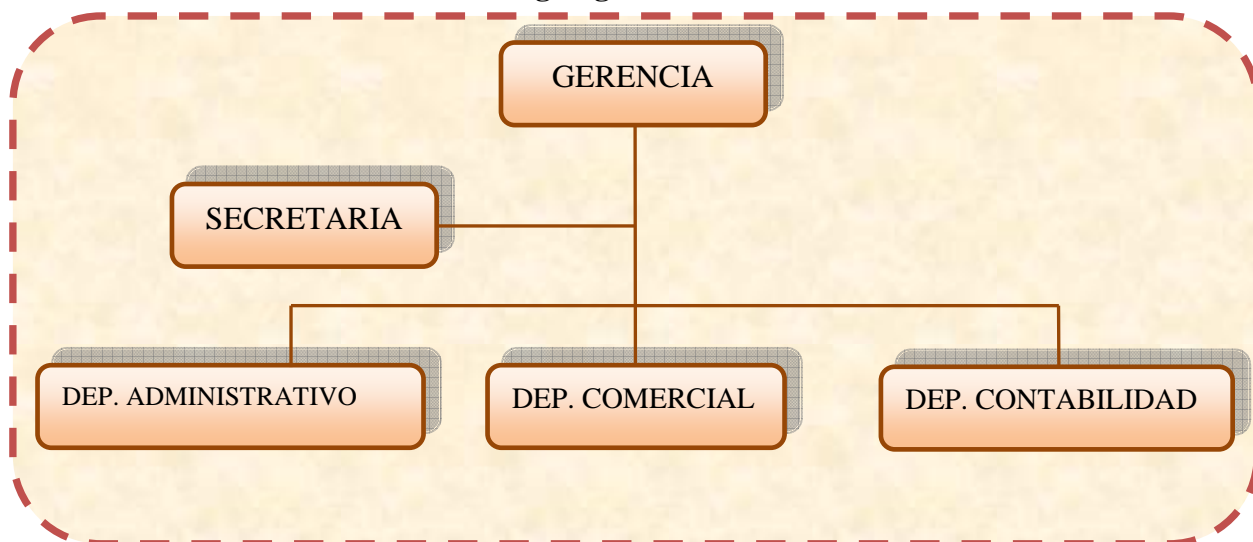 GERENCIA
SECRETARIA
DEP. ADMINISTRATIVO
DEP. COMERCIAL
DEP. CONTABILIDAD